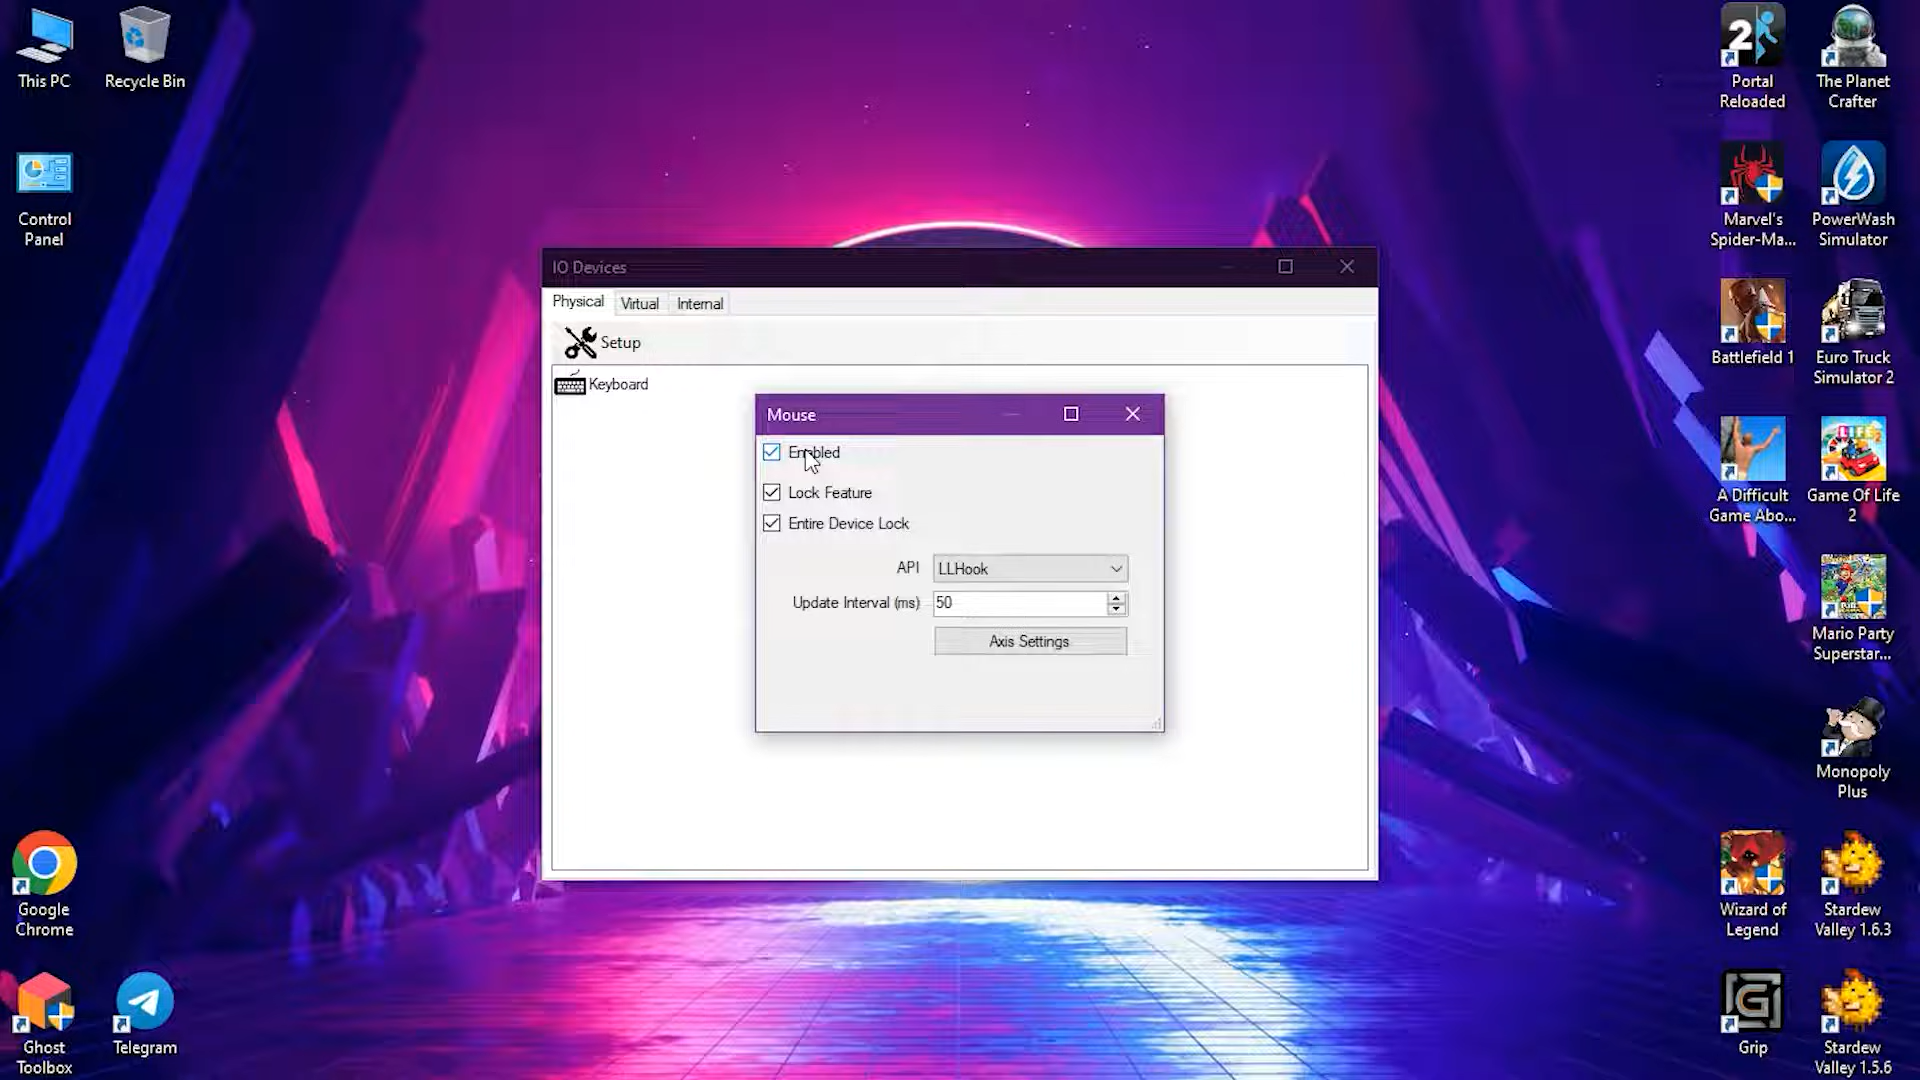 This PC
Recycle Bin
Control
Panel
Google
Chrome
Ghost
Toolbox
Telegram
IO Devices
Physical
Virtual
Internal
Setup
Keyboard
Mouse
Enabled
Lock Feature
Entire Device Lock
API
LLHook
Update Interval (ms)
50
Axis Settings
2
Portal
Reloaded
The Planet
Crafter
Marvel's
Spider-Ma...
PowerWash
Simulator
Battlefield 1
Euro Truck
Simulator 2
A Difficult
Game Abo...
LIFE
Game Of Life
2
Mario Party
Superstar...
Monopoly
Plus
Wizard of
Legend
Stardew
Valley 1.6.3
G
Grip
Stardew
Valley 1.5.6